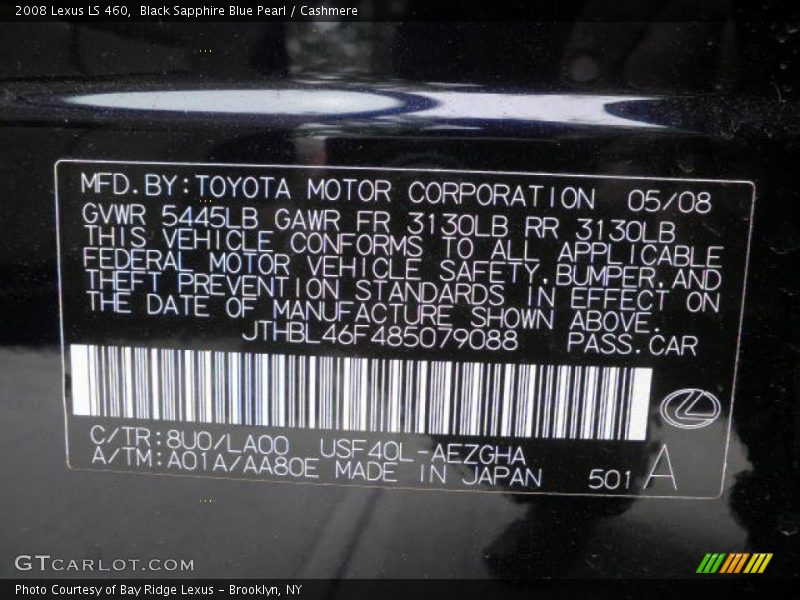 2008 Lexus LS 460,  Black Sapphire Blue Pearl / Cashmere
MFD.BY:TOYOTA MOTOR CORPORATION 05/08
GVWR 5445LB GAWR FR 3130LB RR 3130LB
THIS VEHICLE CONFORMS TO ALL APPLICABLE
FEDERAL MOTOR VEHICLE SAFETY,BUMPER,AND
THEFT PREVENTION STANDARDS IN EFFECT ON
THE DATE OF MANUFACTURE SHOWN ABOVE.
JTHBL46F485079088 PASS.CAR
C/TR:8U0/LA00 USF40L-AEZGHA
A/TM:A01A/AA80E MADE IN JAPAN 501 A
GTCARLOT.COM
Photo Courtesy of Bay Ridge Lexus - Brooklyn, NY